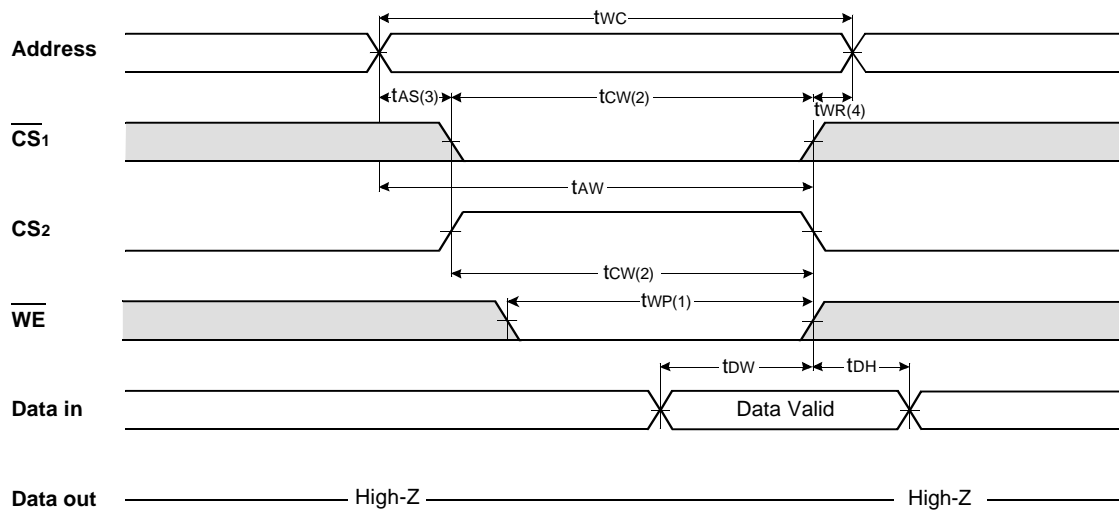 tWC
Address
tAS(3) tCW(2) tWR(4)
CS1
tAW
CS2
tCW(2)
tWP(1)
WE
tDW tDH
Data in Data Valid
Data out High-Z High-Z